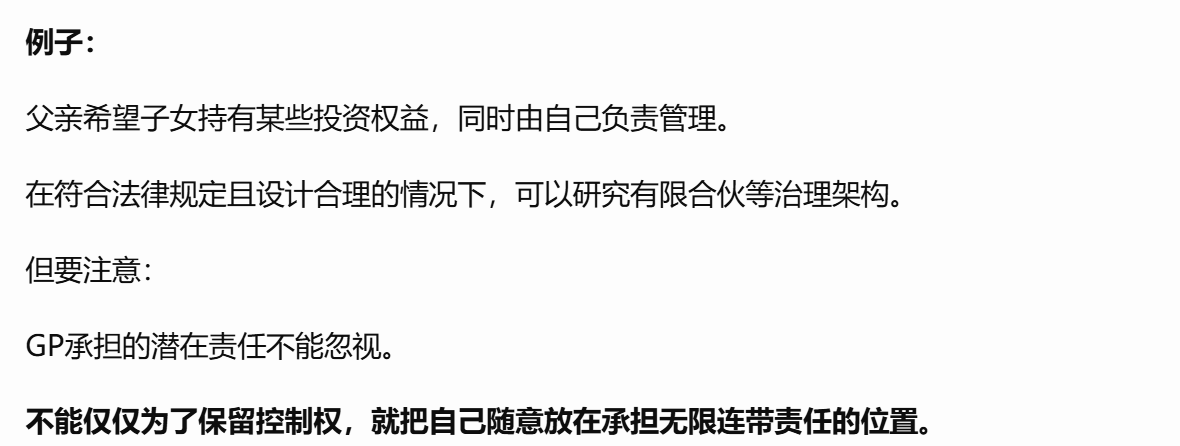 例子：
父亲希望子女持有某些投资权益，同时由自己负责管理。
在符合法律规定且设计合理的情况下，可以研究有限合伙等治理架构。
但要注意：
GP承担的潜在责任不能忽视。
不能仅仅为了保留控制权，就把自己随意放在承担无限连带责任的位置。